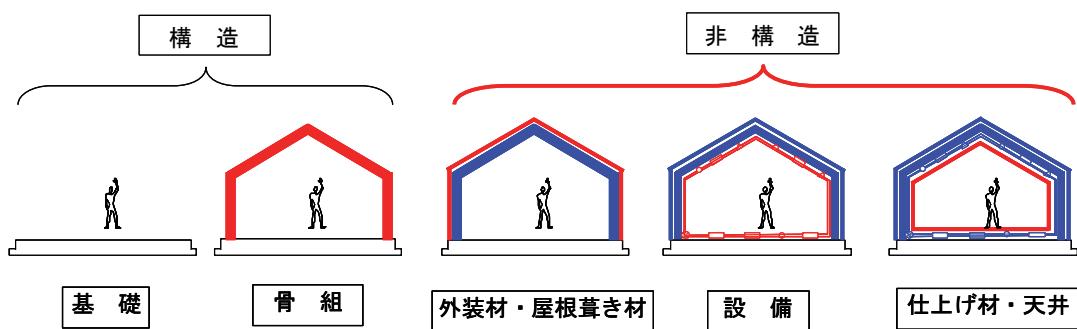 構 造
非 構 造
基 礎
骨 組
外装材・屋根葺き材
設 備
仕上げ材・天井